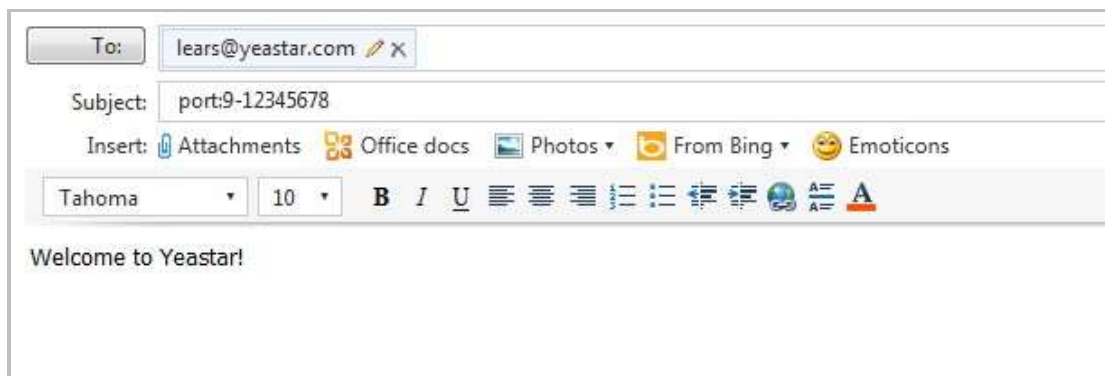 To: lears@yeastar.com
Subject: port:9-12345678
Insert: Attachments Office docs Photos From Bing Emoticons
Tahoma 10 B I U A
Welcome to Yeastar!